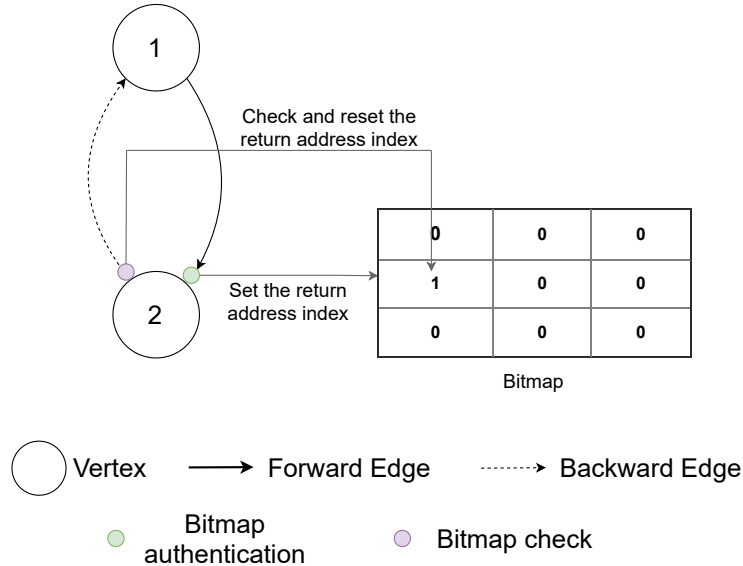 1
Check and reset the
return address index
0 0 0
1 0 0
2
Set the return
address index
0 0 0
Bitmap
Vertex
Forward Edge
Backward Edge
Bitmap
authentication
Bitmap check